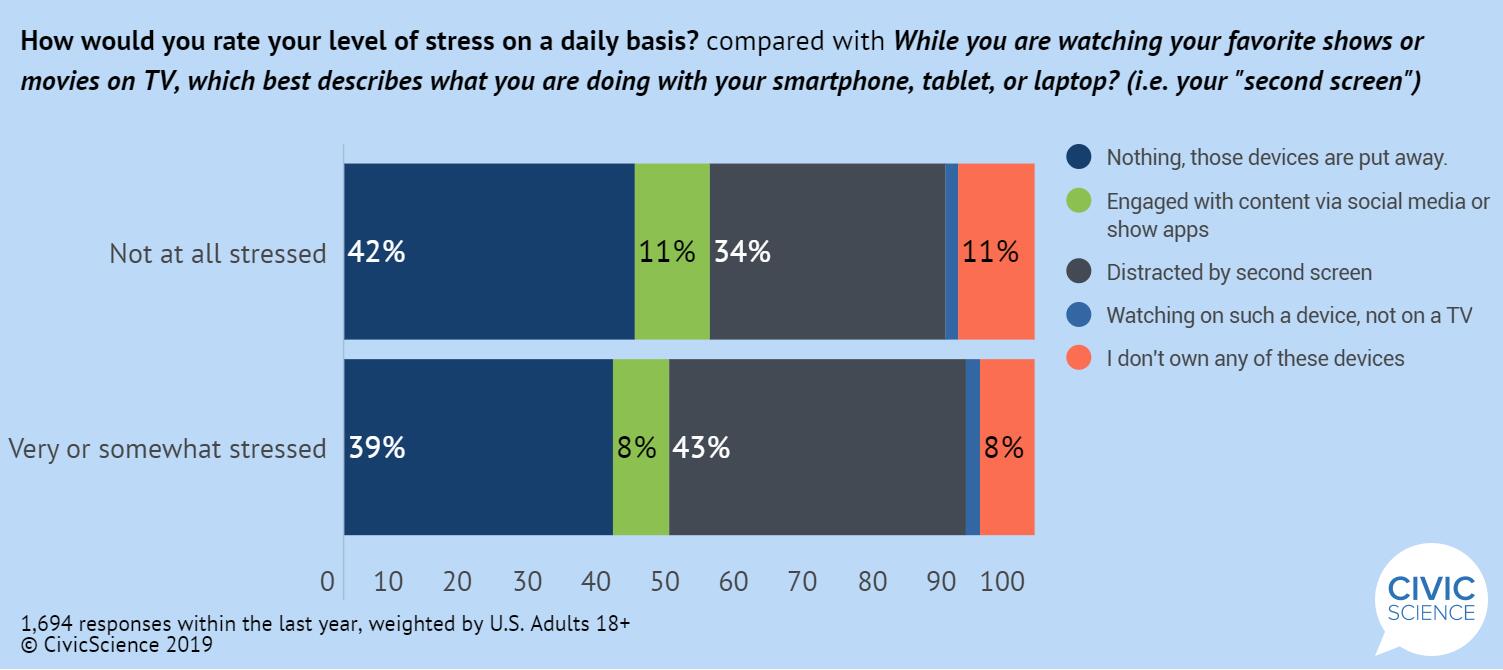 How would you rate your level of stress on a daily basis? compared with While you are watching your favorite shows or
movies on TV, which best describes what you are doing with your smartphone, tablet, or laptop? (i.e. your "second screen")
Nothing, those devices are put away.
Engaged with content via social media or
show apps
Distracted by second screen
Watching on such a device, not on a TV
I don't own any of these devices
Not at all stressed 42% 11% 34% 11%
Very or somewhat stressed 39% 8% 43% 8%
0 10 20 30 40 50 60 70 80 90 100
1,694 responses within the last year, weighted by U.S. Adults 18+
© CivicScience 2019
CIVIC
SCIENCE